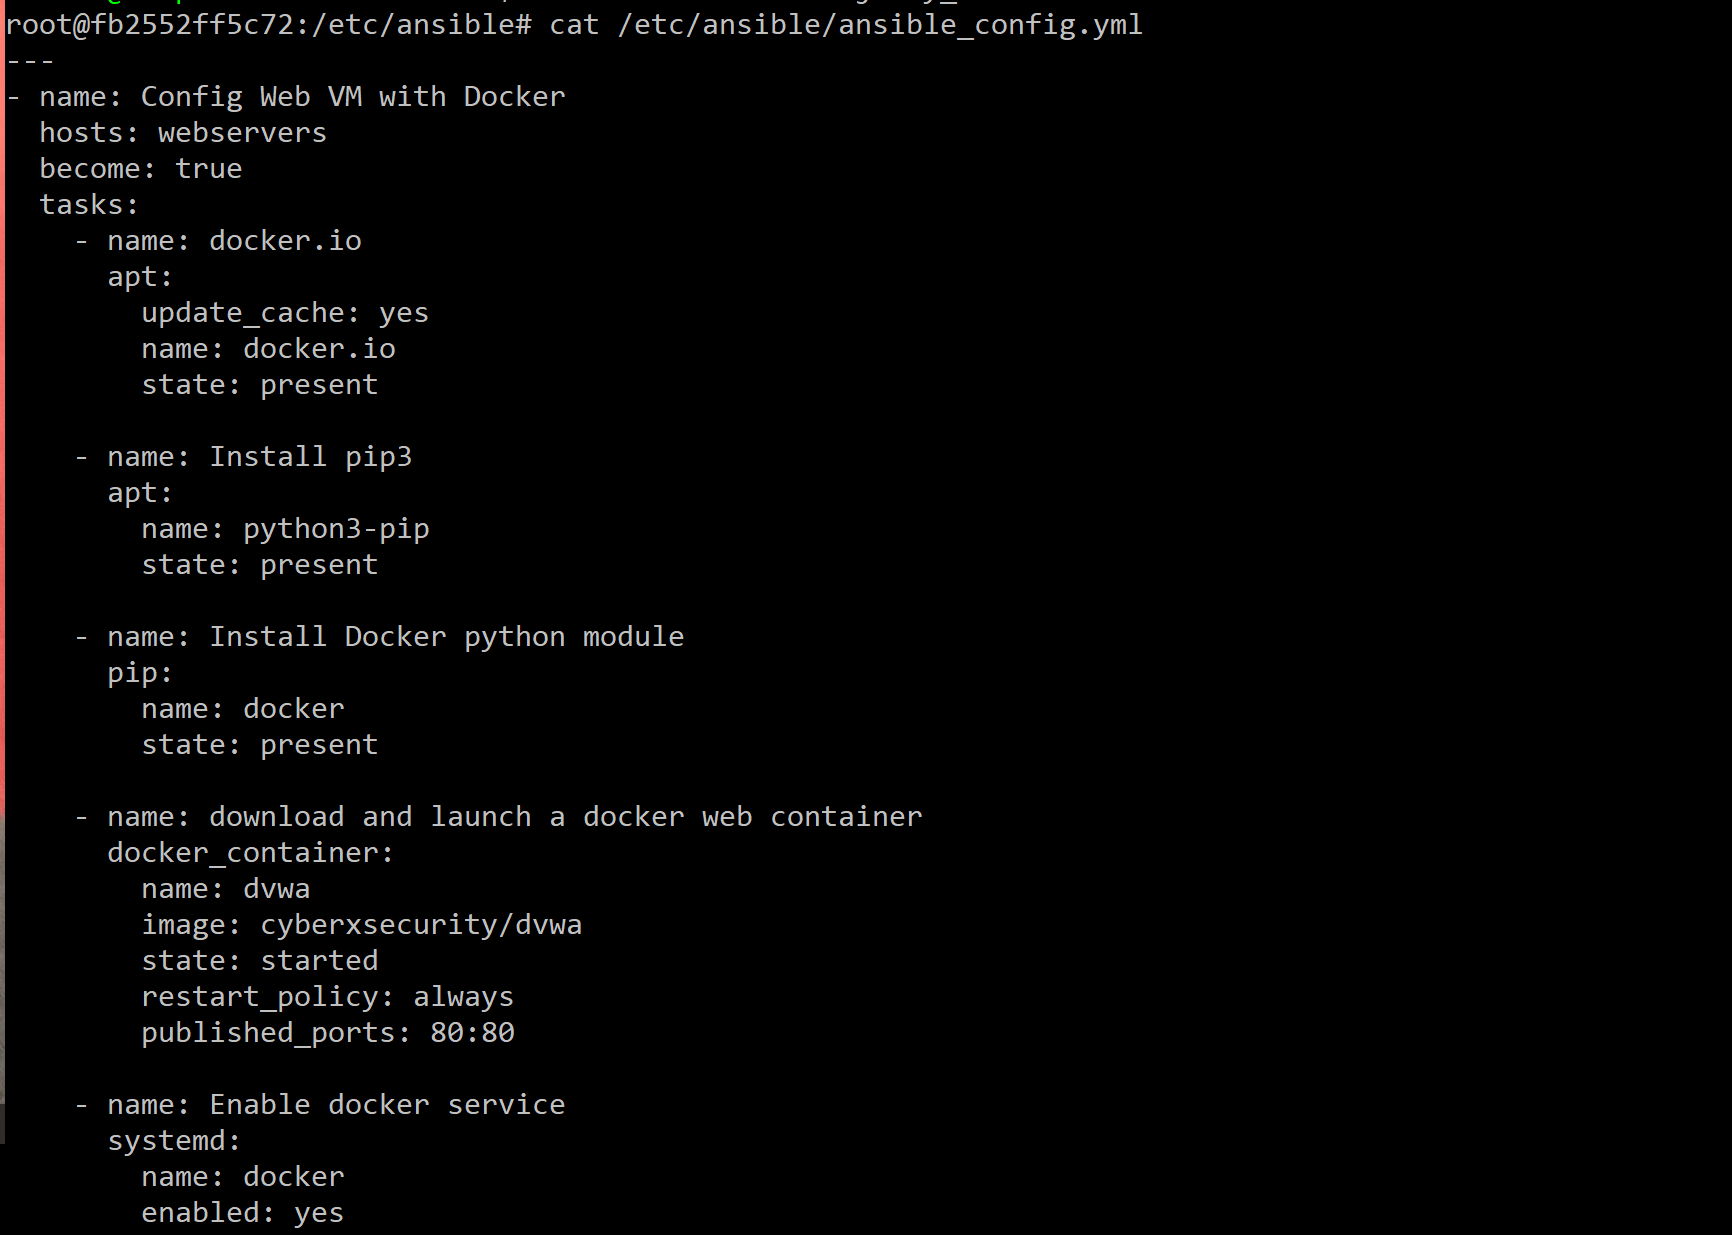 root@fb2552ff5c72:/etc/ansible# cat /etc/ansible/ansible_config.yml
---
- name: Config Web VM with Docker
  hosts: webservers
  become: true
  tasks:
    - name: docker.io
      apt:
        update_cache: yes
        name: docker.io
        state: present

    - name: Install pip3
      apt:
        name: python3-pip
        state: present

    - name: Install Docker python module
      pip:
        name: docker
        state: present

    - name: download and launch a docker web container
      docker_container:
        name: dvwa
        image: cyberxsecurity/dvwa
        state: started
        restart_policy: always
        published_ports: 80:80

    - name: Enable docker service
      systemd:
        name: docker
        enabled: yes